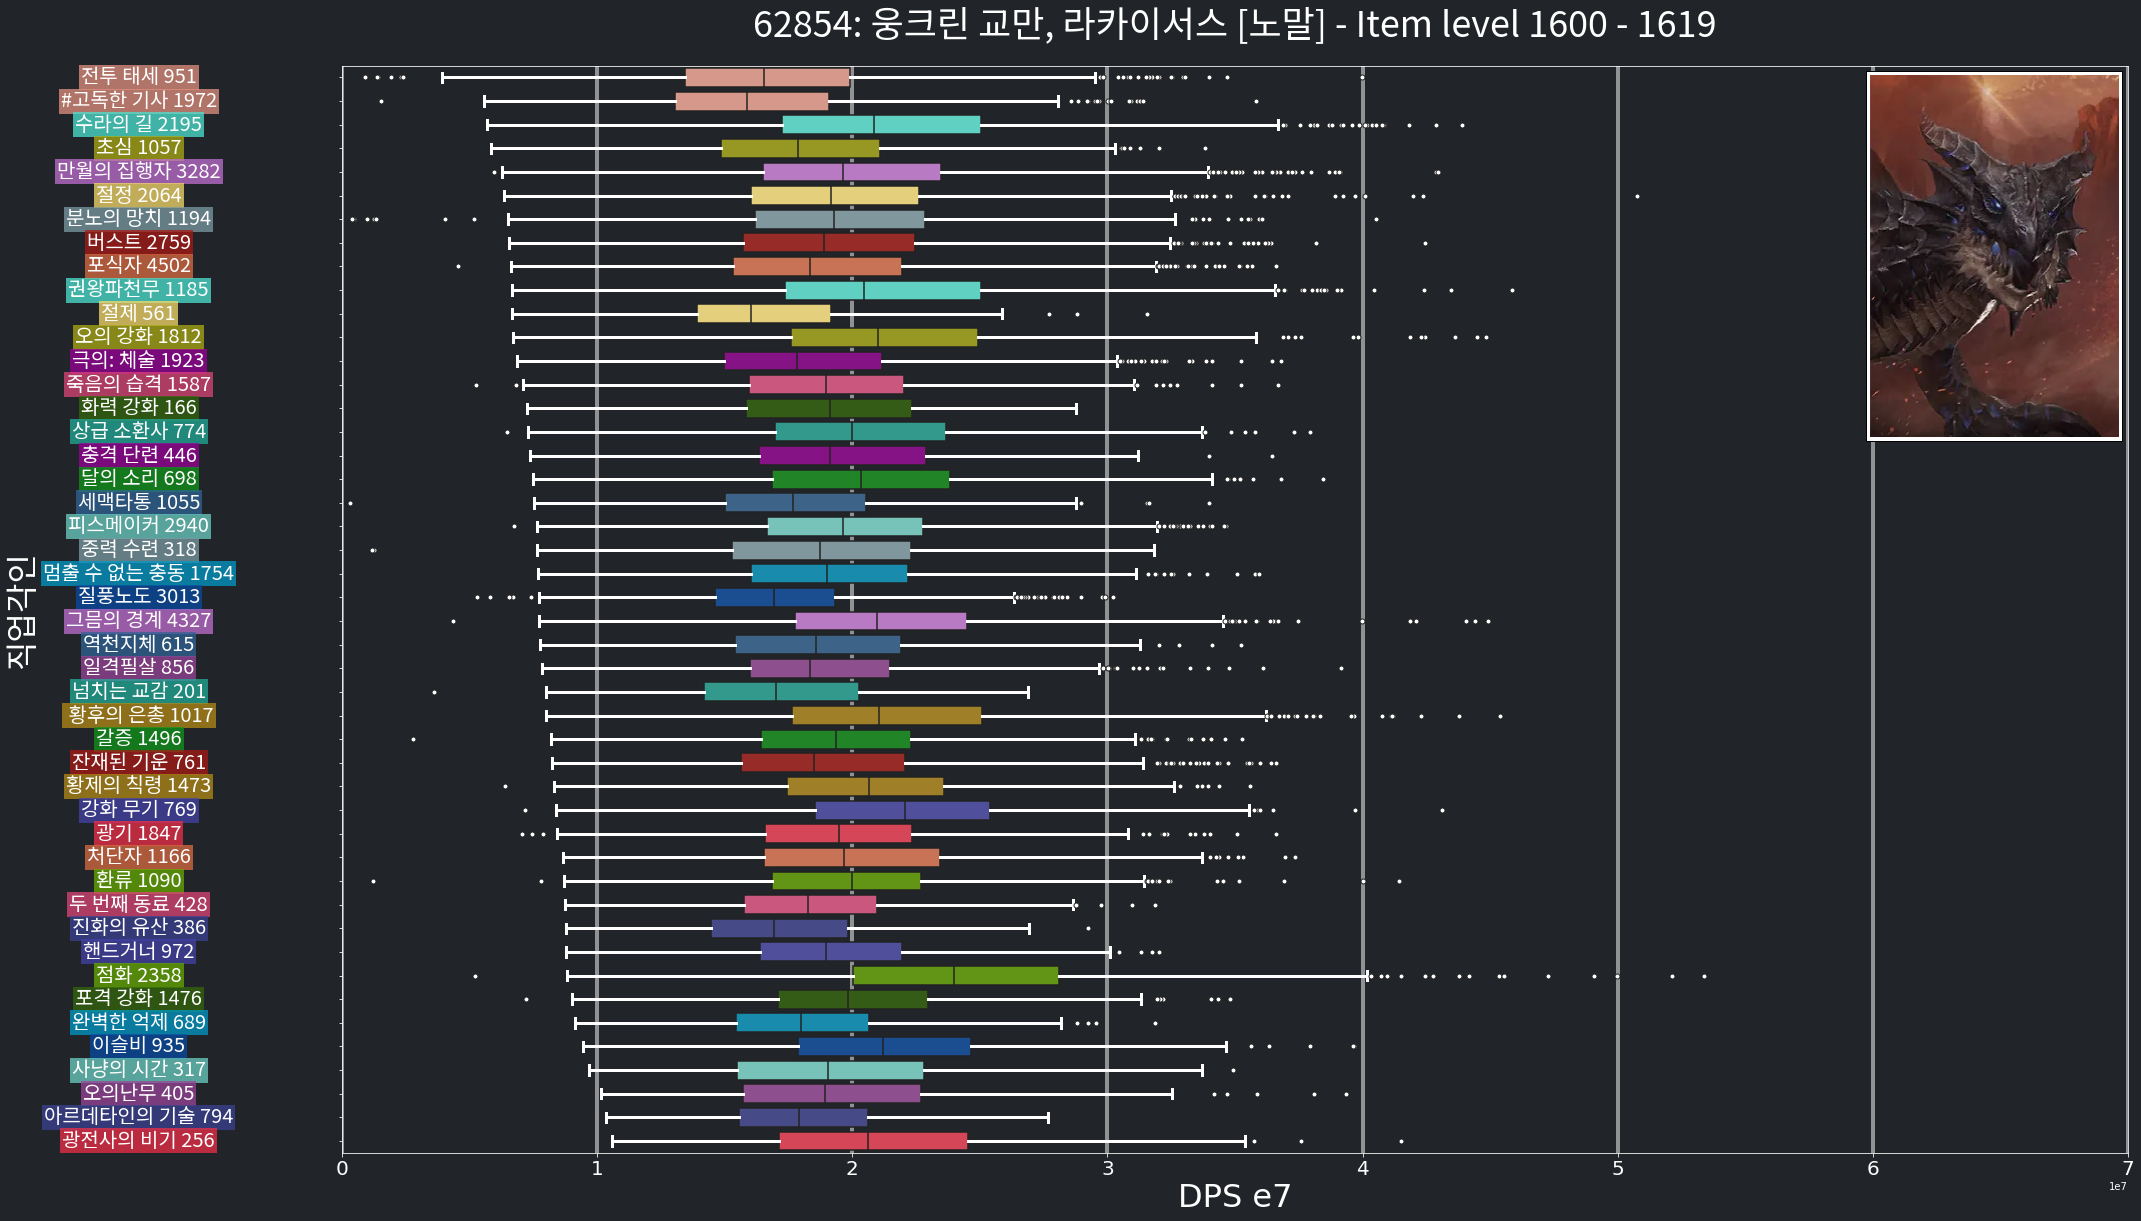 62854: 웅크린 교만, 라카이서스 [노말] - Item level 1600 - 1619
전투 태세 951
#고독한 기사 1972
수라의 길 2195
초심 1057
만월의 집행자 3282
절정 2064
분노의 망치 1194
버스트 2759
포식자 4502
권왕파천무 1185
절제 561
오의 강화 1812
극의: 체술 1923
죽음의 습격 1587
화력 강화 166
상급 소환사 774
충격 단련 446
달의 소리 698
세맥타통 1055
피스메이커 2940
중력 수련 318
멈출 수 없는 충동 1754
질풍노도 3013
그믐의 경계 4327
역천지체 615
일격필살 856
넘치는 교감 201
황후의 은총 1017
갈증 1496
잔재된 기운 761
황제의 칙령 1473
강화 무기 769
광기 1847
처단자 1166
환류 1090
두 번째 동료 428
진화의 유산 386
핸드거너 972
점화 2358
포격 강화 1476
완벽한 억제 689
이슬비 935
사냥의 시간 317
오의난무 405
아르데타인의 기술 794
광전사의 비기 256
직업각인
0 1 2 3 4 5 6 7
1e7
DPS e7